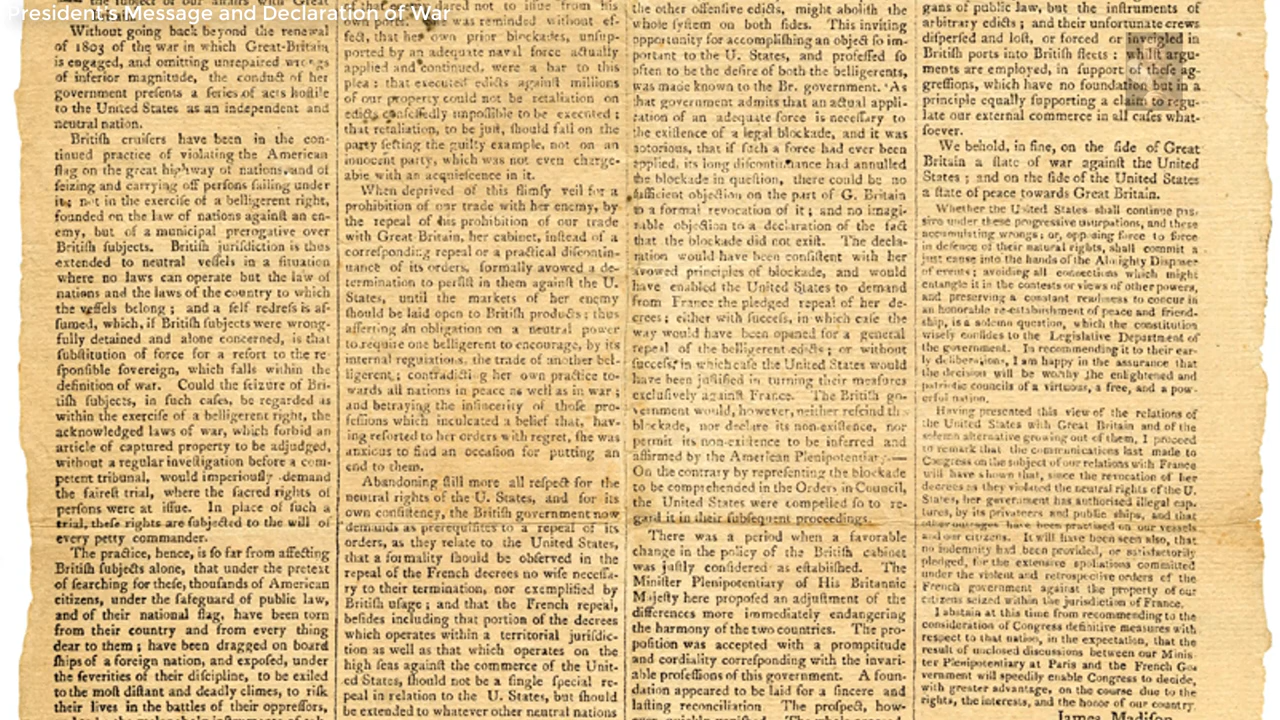 President's Message and Declaration of War
the subject of our affairs with Great
Britain.
Without going back beyond the renewal
of 1803 of the war in which Great-Britain
is engaged, and omitting unrepaired wrongs
of inferior magnitude, the conduct of her
government preſents a ſeries of acts hoſtile
to the United States as an independent and
neutral nation.
Britiſh cruiſers have been in the con-
tinued practice of violating the American
flag on the great highway of nations, and of
ſeizing and carrying off perſons ſailing under
it; not in the exerciſe of a belligerent right,
founded on the law of nations againſt an en-
emy, but of a municipal prerogative over
Britiſh ſubjects. Britiſh juriſdiction is thus
extended to neutral veſſels in a ſituation
where no laws can operate but the law of
nations and the laws of the country to which
the veſſels belong; and a ſelf redreſs is aſ-
ſumed, which, if Britiſh ſubjects were wrong-
fully detained and alone concerned, is that
ſubſtitution of force for a reſort to the re-
ſponſible ſovereign, which falls within the
definition of war. Could the ſeizure of Bri-
tiſh ſubjects, in ſuch caſes, be regarded as
within the exerciſe of a belligerent right, the
acknowledged laws of war, which forbid an
article of captured property to be adjudged,
without a regular inveſtigation before a com-
petent tribunal, would imperiouſly demand
the faireſt trial, where the ſacred rights of
perſons were at iſſue. In place of ſuch a
trial, theſe rights are ſubjected to the will of
every petty commander.
The practice, hence, is ſo far from affecting
Britiſh ſubjects alone, that under the pretext
of ſearching for theſe, thouſands of American
citizens, under the ſafeguard of public law,
and of their national flag, have been torn
from their country and from every thing
dear to them; have been dragged on board
ſhips of a foreign nation, and expoſed, under
the ſeverities of their diſcipline, to be exiled
to the moſt diſtant and deadly climes, to riſk
their lives in the battles of their oppreſſors,
not to iſſue from his
own ports. was reminded without ef-
fect, that her own prior blockades, unſup-
ported by an adequate naval force actually
applied and continued, were a bar to this
plea: that executed edicts againſt millions
of our property could not be retaliation on
edicts confeſſedly impoſſible to be executed;
that retaliation, to be juſt, ſhould fall on the
party ſetting the guilty example, not on an
innocent party, which was not even charge-
able with an acquieſcence in it.
When deprived of this flimſy veil for a
prohibition of our trade with her enemy, by
the repeal of his prohibition of our trade
with Great Britain, her cabinet, inſtead of a
correſponding repeal or a practical diſcontin-
uance of its orders, formally avowed a de-
termination to perſiſt in them againſt the U.
States, until the markets of her enemy
ſhould be laid open to Britiſh products; thus
aſſerting an obligation on a neutral power
to require one belligerent to encourage, by its
internal regulations, the trade of another bel-
ligerent; contradicting her own practice to-
wards all nations in peace as well as in war;
and betraying the inſincerity of thoſe pro-
feſſions which inculcated a belief that, hav-
ing reſorted to her orders with regret, ſhe was
anxious to find an occaſion for putting an
end to them.
Abandoning ſtill more all reſpect for the
neutral rights of the U. States, and for its
own conſiſtency, the Britiſh government now
demands as prerequiſites to a repeal of its
orders, as they relate to the United States,
that a formality ſhould be obſerved in the
repeal of the French decrees no wiſe neceſſa-
ry to their termination, nor exemplified by
Britiſh uſage; and that the French repeal,
beſides including that portion of the decrees
which operates within a territorial juriſdic-
tion as well as that which operates on the
high ſeas againſt the commerce of the Unit-
ed States, ſhould not be a ſingle ſpecial re-
peal in relation to the U. States, but ſhould
be extended to whatever other neutral nations
the other offenſive edicts, might aboliſh the
whole ſyſtem on both ſides. This inviting
opportunity for accompliſhing an object ſo im-
portant to the U. States, and profeſſed ſo
often to be the deſire of both the belligerents,
was made known to the Br. government. As
that government admits that an actual appli-
cation of an adequate force is neceſſary to
the exiſtence of a legal blockade, and it was
notorious, that if ſuch a force had ever been
applied, its long diſcontinuance had annulled
the blockade in queſtion, there could be no
ſufficient objection on the part of G. Britain
to a formal revocation of it; and no imagi-
nable objection to a declaration of the fact
that the blockade did not exiſt. The decla-
ration would have been conſiſtent with her
avowed principles of blockade, and would
have enabled the United States to demand
from France the pledged repeal of her de-
crees; either with ſucceſs, in which caſe the
way would have been opened for a general
repeal of the belligerent edicts; or without
ſucceſs, in which caſe the United States would
have been juſtified in turning their meaſures
excluſively againſt France. The Britiſh go-
vernment would, however, neither reſcind the
blockade, nor declare its non-exiſtence, nor
permit its non-exiſtence to be inferred and
affirmed by the American Plenipotentiary.—
On the contrary by repreſenting the blockade
to be comprehended in the Orders in Council,
the United States were compelled ſo to re-
gard it in their ſubſequent proceedings.
There was a period when a favorable
change in the policy of the Britiſh cabinet
was juſtly conſidered as eſtabliſhed. The
Miniſter Plenipotentiary of His Britannic
Majeſty here propoſed an adjuſtment of the
differences more immediately endangering
the harmony of the two countries. The pro-
poſition was accepted with a promptitude
and cordiality correſponding with the invari-
able profeſſions of this government. A foun-
dation appeared to be laid for a ſincere and
laſting reconciliation. The proſpect, how-
ever, quickly vaniſhed. The whole
gans of public law, but the inſtruments of
arbitrary edicts; and their unfortunate crews
diſperſed and loſt, or forced or inveigled in
Britiſh ports into Britiſh fleets: whilſt argu-
ments are employed, in ſupport of theſe ag-
greſſions, which have no foundation but in a
principle equally ſupporting a claim to regu-
late our external commerce in all caſes what-
ſoever.
We behold, in fine, on the ſide of Great
Britain a ſtate of war againſt the United
States; and on the ſide of the United States
a ſtate of peace towards Great Britain.
Whether the United States shall continue pas-
sive under these progressive usurpations, and these
accumulating wrongs; or, opposing force to force
in defence of their natural rights, shall commit a
just cause into the hands of the Almighty Disposer
of events; avoiding all connections which might
entangle it in the contests or views of other powers,
and preserving a constant readiness to concur in
an honorable re-establishment of peace and friend-
ship, is a solemn question, which the constitution
wisely confides to the Legislative Department of
the government. In recommending it to their ear-
ly deliberations, I am happy in the assurance that
the decision will be worthy the enlightened and
patriotic councils of a virtuous, a free, and a pow-
erful nation.
Having presented this view of the relations of
the United States with Great Britain and of the
solemn alternative growing out of them, I proceed
to remark that the communications last made to
Congress on the subject of our relations with France
will have shown that, since the revocation of her
decrees as they violated the neutral rights of the U.
States, her government has authorised illegal cap-
tures, by its privateers and public ships, and that
other outrages have been practised on our vessels
and our citizens. It will have been seen also, that
no indemnity had been provided, or satisfactorily
pledged, for the extensive spoliations committed
under the violent and retrospective orders of the
French government against the property of our
citizens seized within the jurisdiction of France.
I abstain at this time from recommending to the
consideration of Congress definitive measures with
respect to that nation, in the expectation, that the
result of unclosed discussions between our Minis-
ter Plenipotentiary at Paris and the French Go-
vernment will speedily enable Congress to decide,
with greater advantage, on the course due to the
rights, the interests, and the honor of our country.
James Madison.